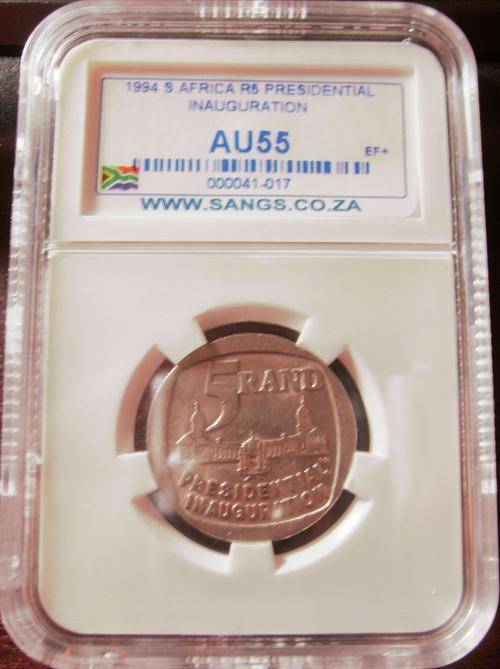 1994 S.AFRICA R5 PRESIDENTIAL
INAUGURATION
AU55
EF+
000041-017
WWW.SANGS.CO.ZA
5 RAND
PRESIDENTIAL
INAUGURATION